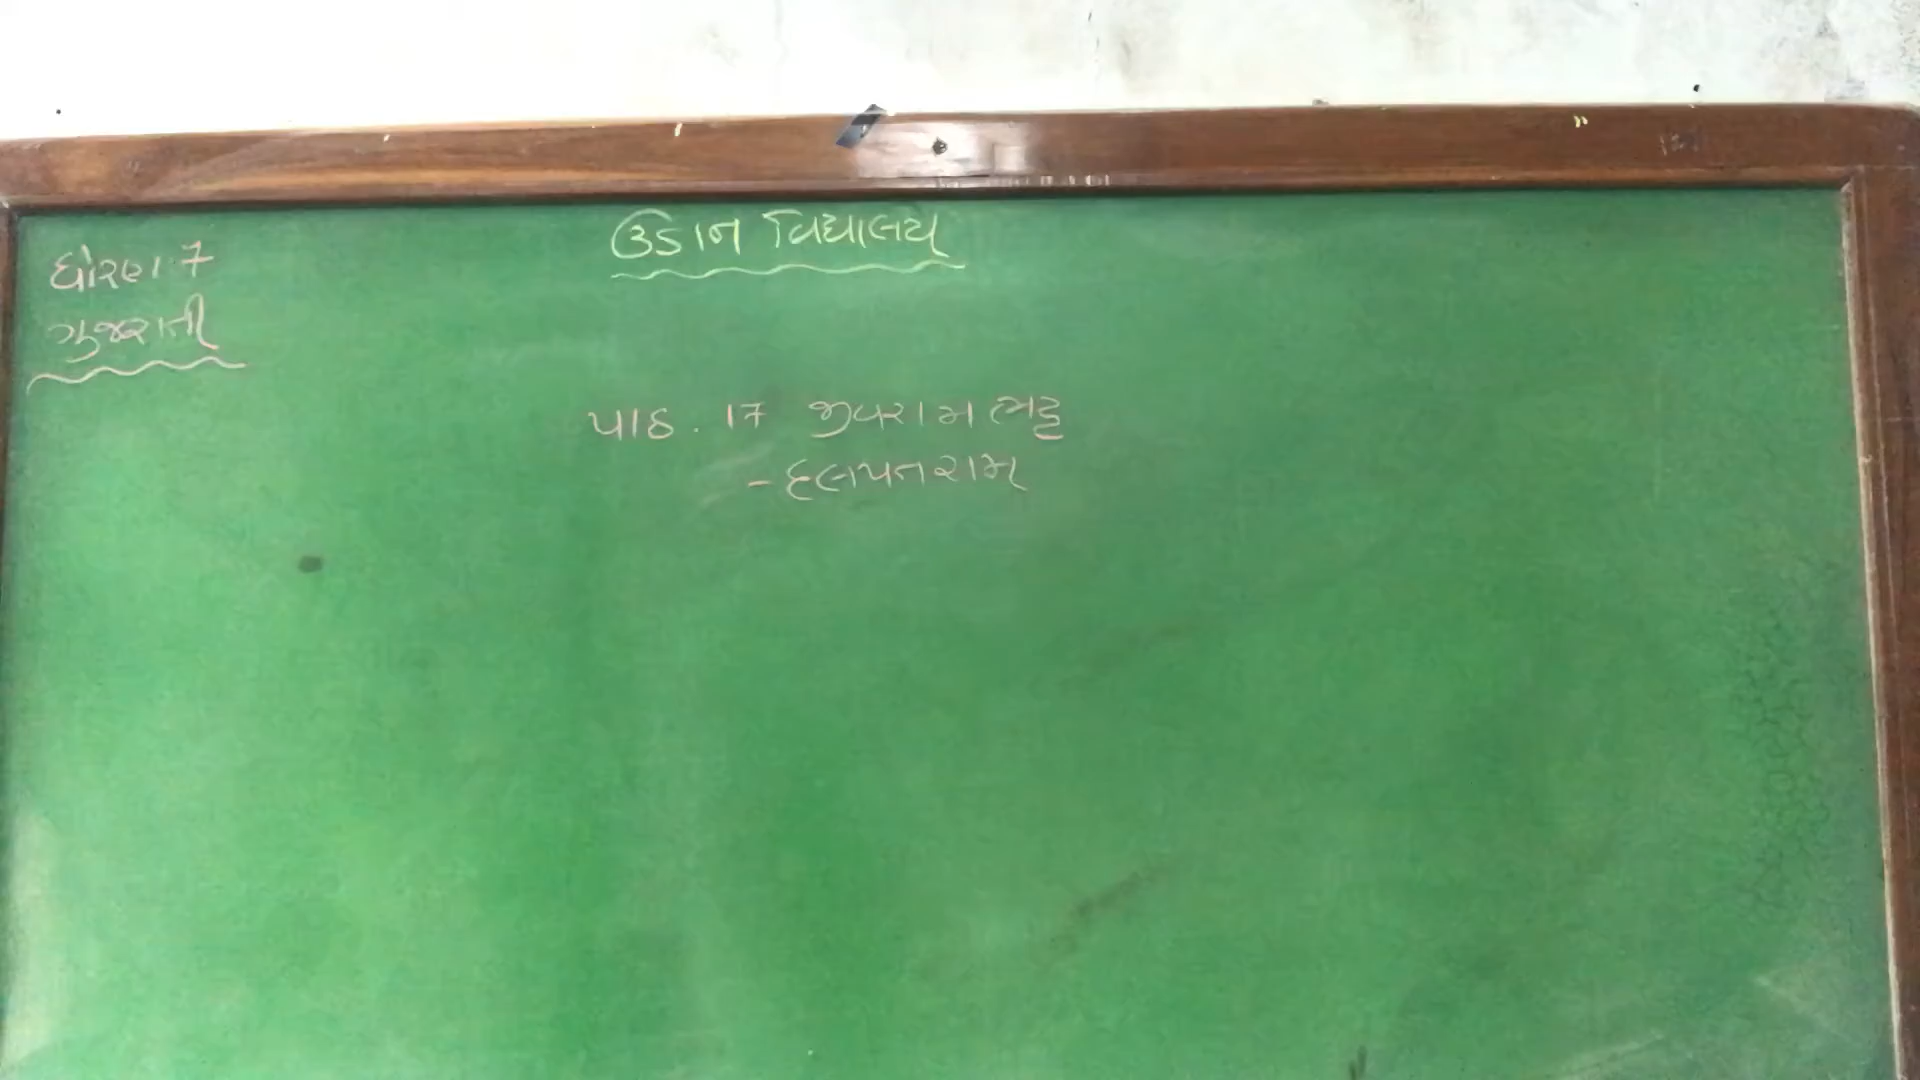 ઉડાન વિદ્યાલય
ધોરણ 7
ગુજરાતી
પાઠ. 17 જીવરામ ભટ્ટ
- દલપતરામ